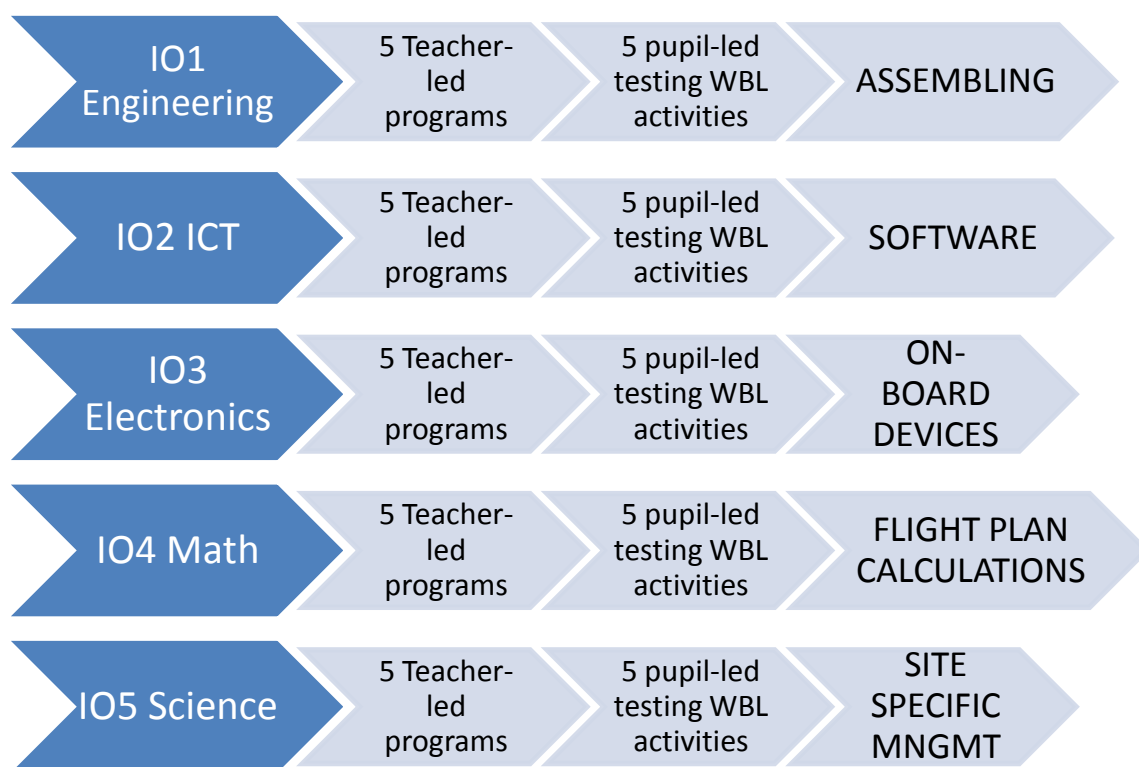 IO1
Engineering
5 Teacher-
led
programs
5 pupil-led
testing WBL
activities
ASSEMBLING
IO2 ICT
5 Teacher-
led
programs
5 pupil-led
testing WBL
activities
SOFTWARE
IO3
Electronics
5 Teacher-
led
programs
5 pupil-led
testing WBL
activities
ON-
BOARD
DEVICES
IO4 Math
5 Teacher-
led
programs
5 pupil-led
testing WBL
activities
FLIGHT PLAN
CALCULATIONS
IO5 Science
5 Teacher-
led
programs
5 pupil-led
testing WBL
activities
SITE
SPECIFIC
MNGMT